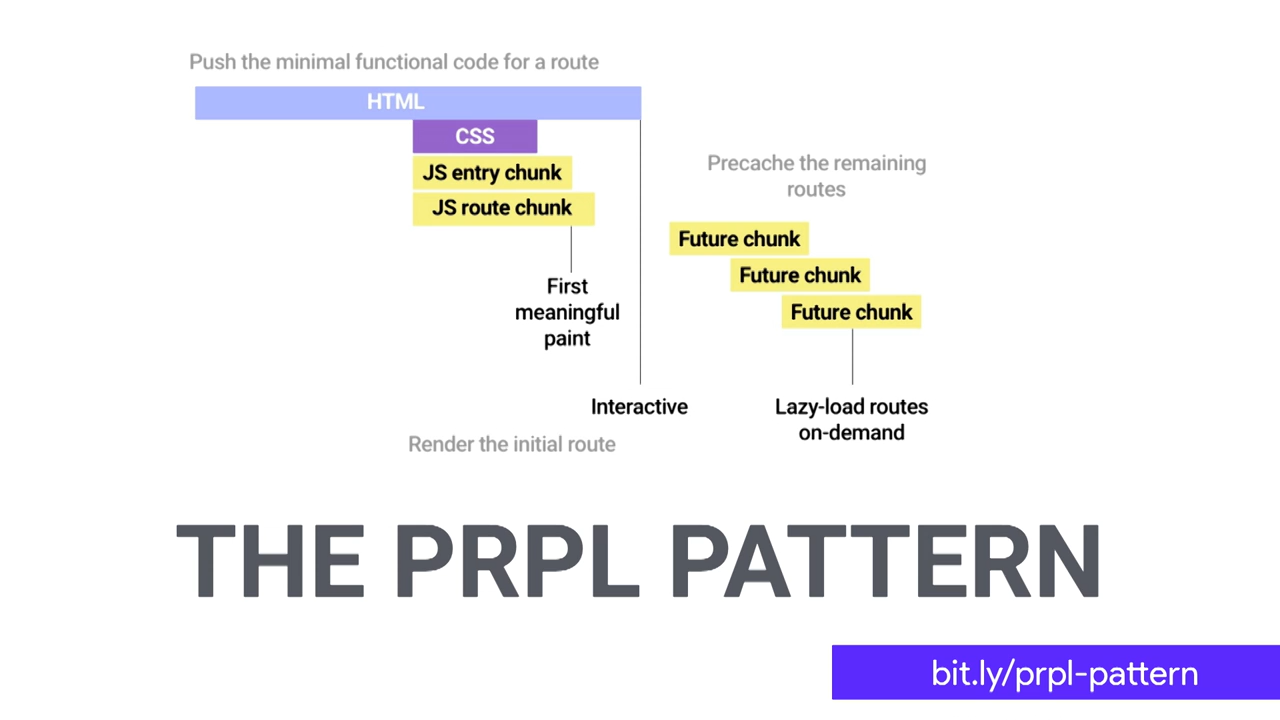 Push the minimal functional code for a route
HTML
CSS
JS entry chunk
JS route chunk
First
meaningful
paint
Interactive
Render the initial route
Precache the remaining
routes
Future chunk
Future chunk
Future chunk
Lazy-load routes
on-demand
THE PRPL PATTERN
bit.ly/prpl-pattern